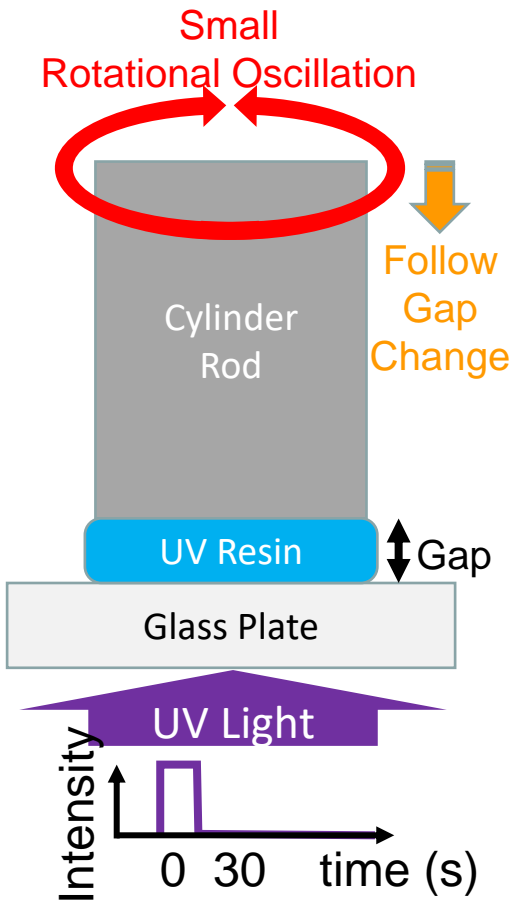 Small
Rotational Oscillation
Follow
Gap
Change
Cylinder
Rod
UV Resin
Gap
Glass Plate
UV Light
Intensity
0 30 time (s)